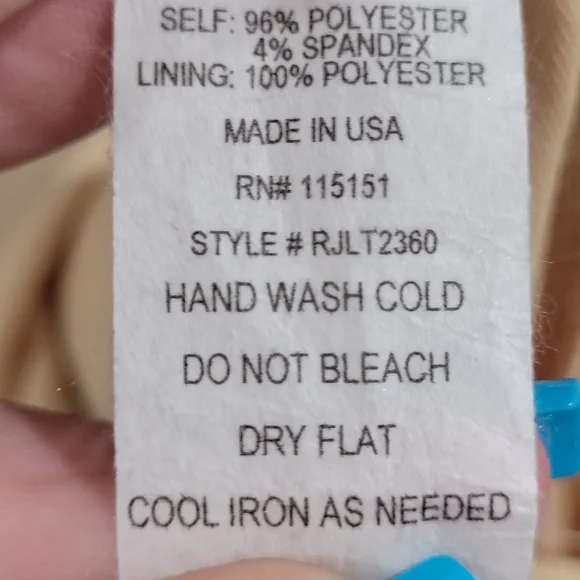 SELF: 96% POLYESTER
4% SPANDEX
LINING: 100% POLYESTER
MADE IN USA
RN# 115151
STYLE # RJLT2360
HAND WASH COLD
DO NOT BLEACH
DRY FLAT
COOL IRON AS NEEDED